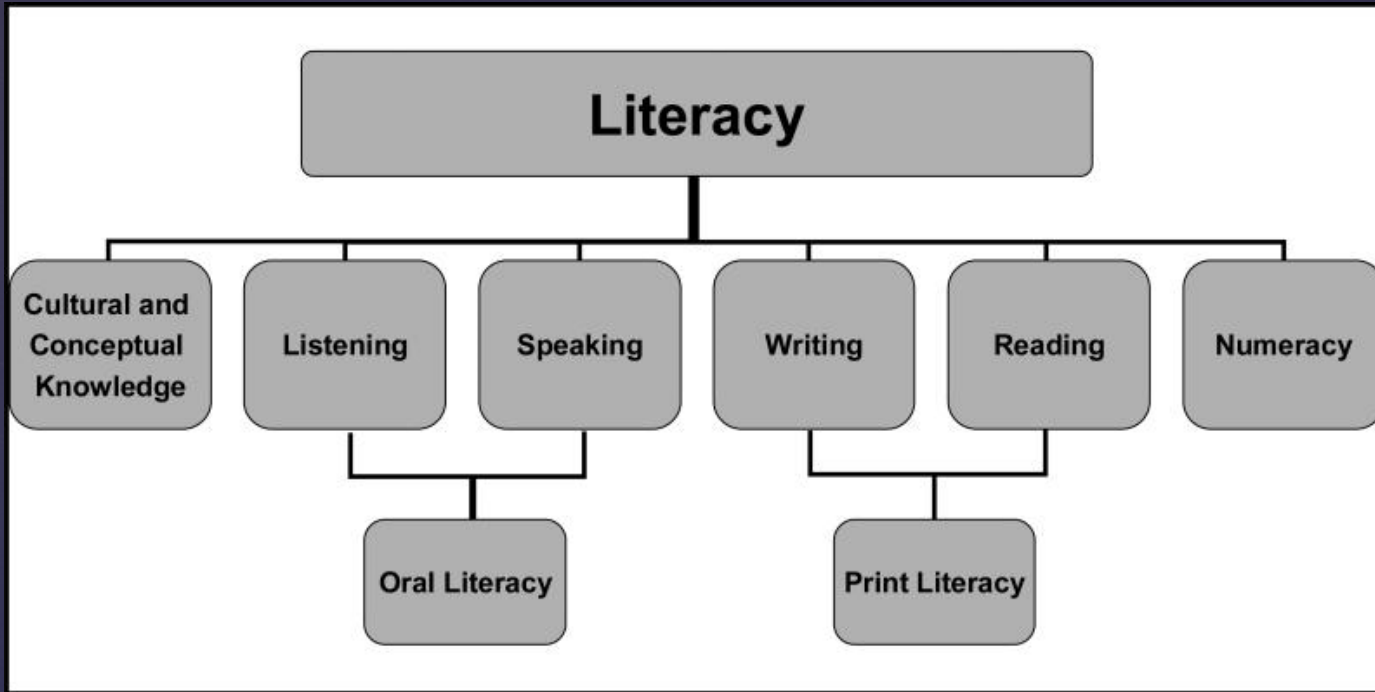 Literacy
Cultural and
Conceptual
Knowledge
Listening
Speaking
Writing
Reading
Numeracy
Oral Literacy
Print Literacy